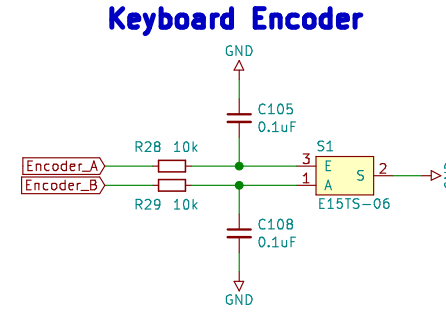 Keyboard Encoder
GND
C105
0.1uF
R28 10k
S1
Encoder_A
3
E
S
2
Encoder_B
1
A
R29 10k
E15TS-06
C108
0.1uF
GND